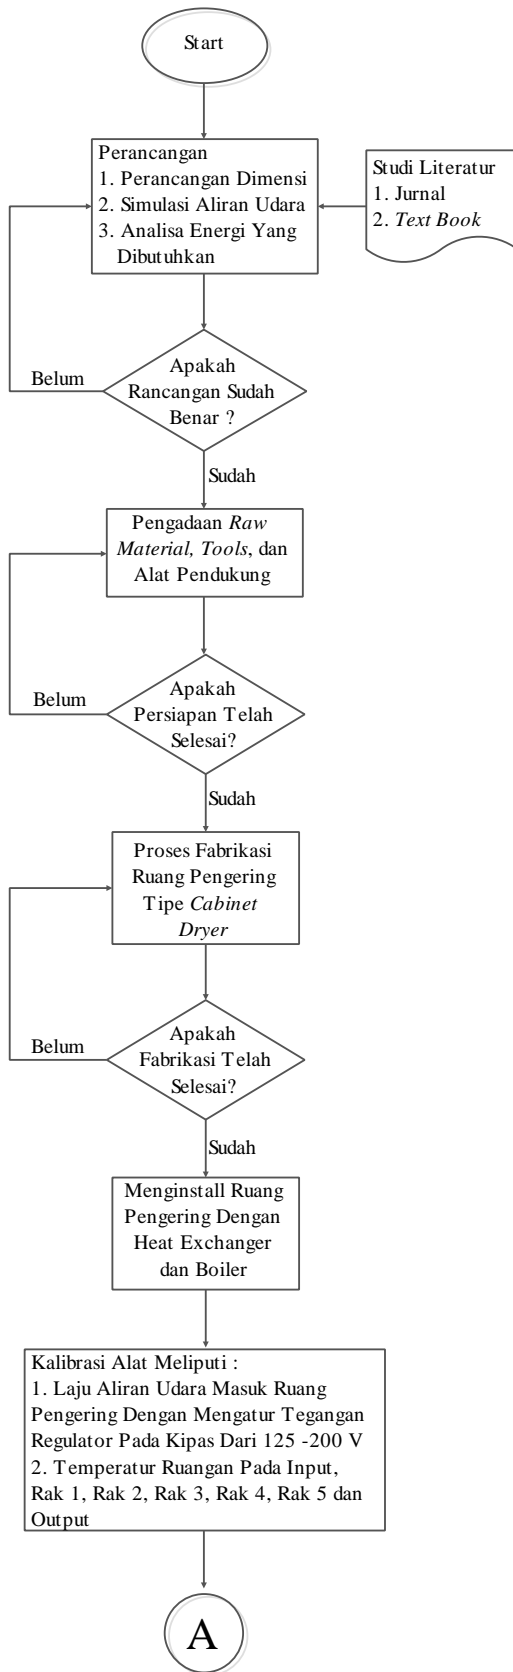 Start
Perancangan
1. Perancangan Dimensi
2. Simulasi Aliran Udara
3. Analisa Energi Yang
Dibutuhkan
Studi Literatur
1. Jurnal
2. Text Book
Apakah
Rancangan Sudah
Benar ?
Belum
Sudah
Pengadaan Raw
Material, Tools, dan
Alat Pendukung
Apakah
Persiapan Telah
Selesai?
Belum
Sudah
Proses Fabrikasi
Ruang Pengering
Tipe Cabinet
Dryer
Apakah
Fabrikasi Telah
Selesai?
Belum
Sudah
Menginstall Ruang
Pengering Dengan
Heat Exchanger
dan Boiler
Kalibrasi Alat Meliputi :
1. Laju Aliran Udara Masuk Ruang
Pengering Dengan Mengatur Tegangan
Regulator Pada Kipas Dari 125 -200 V
2. Temperatur Ruangan Pada Input,
Rak 1, Rak 2, Rak 3, Rak 4, Rak 5 dan
Output
A